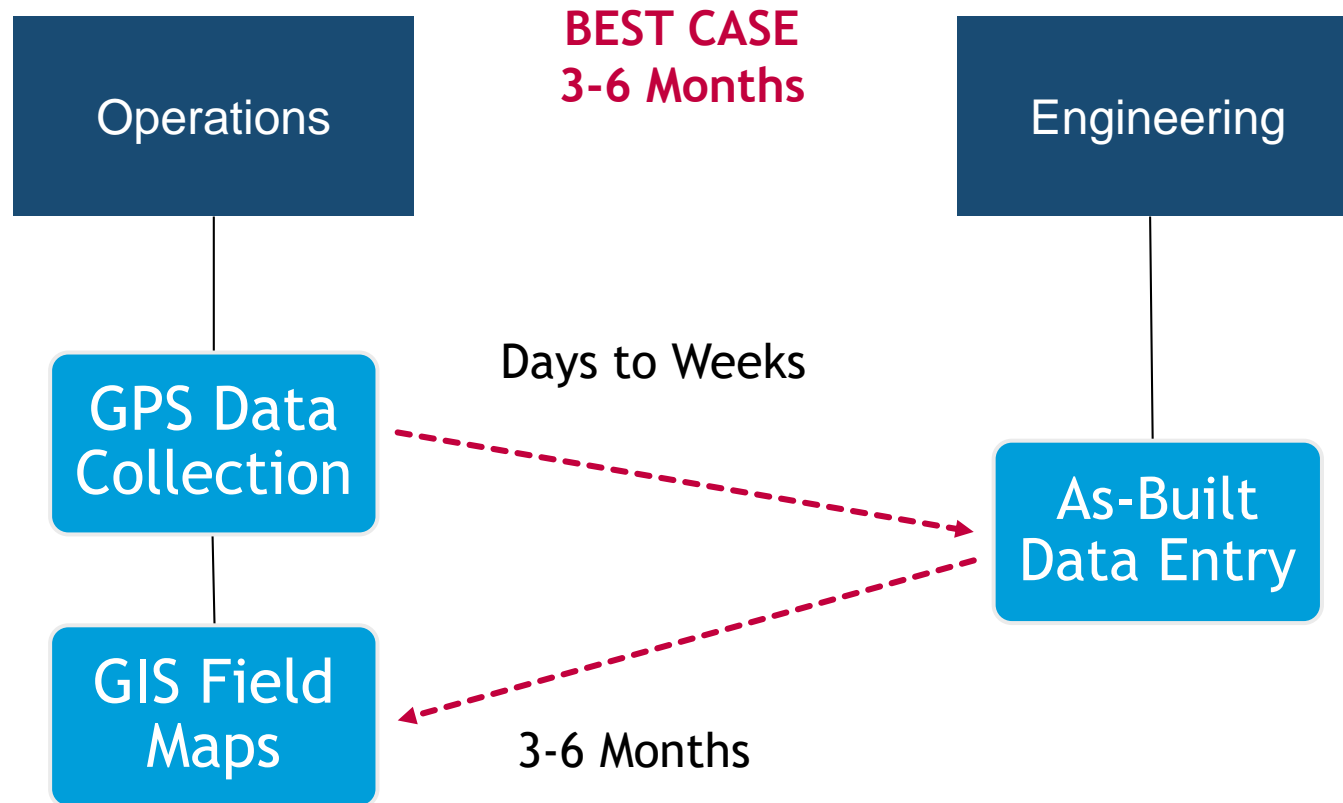 BEST CASE
3-6 Months
Operations
Engineering
Days to Weeks
GPS Data
Collection
As-Built
Data Entry
GIS Field
Maps
3-6 Months